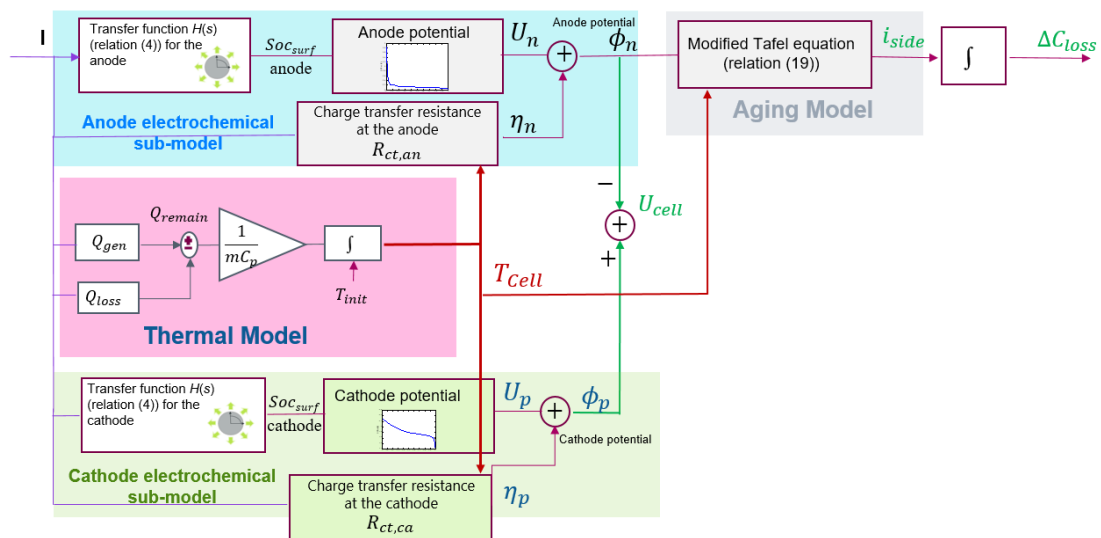 I
Transfer function H(s)
(relation (4)) for the
anode
Soc_surf
anode
Anode potential
U_n
Anode potential
+
ϕ_n
Charge transfer resistance
at the anode
R_ct,an
η_n
Anode electrochemical
sub-model
Modified Tafel equation
(relation (19))
i_side
∫
ΔC_loss
Aging Model
Q_remain
Q_gen
±
1
mC_p
∫
Q_loss
T_init
Thermal Model
T_Cell
−
U_cell
+
+
Transfer function H(s)
(relation (4)) for the
cathode
Soc_surf
cathode
Cathode potential
U_p
+
ϕ_p
Cathode potential
Cathode electrochemical
sub-model
Charge transfer resistance
at the cathode
R_ct,ca
η_p